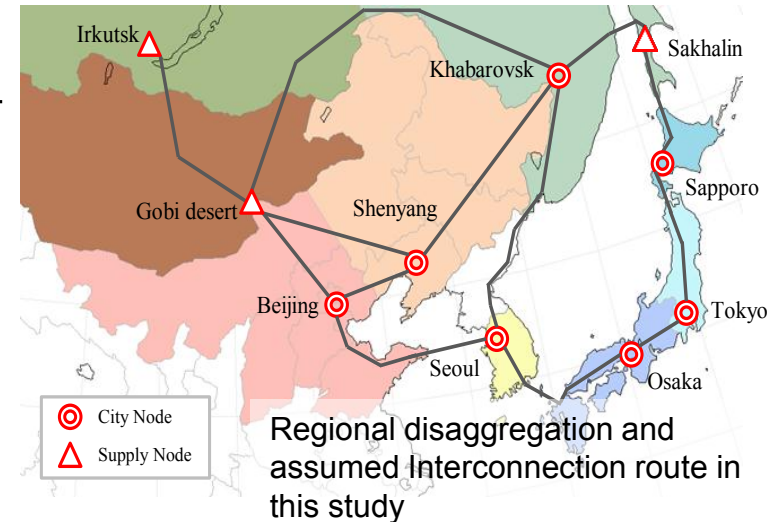 Irkutsk
Sakhalin
Khabarovsk
Sapporo
Gobi desert
Shenyang
Beijing
Tokyo
Seoul
Osaka
City Node
Supply Node
Regional disaggregation and
assumed Interconnection route in
this study